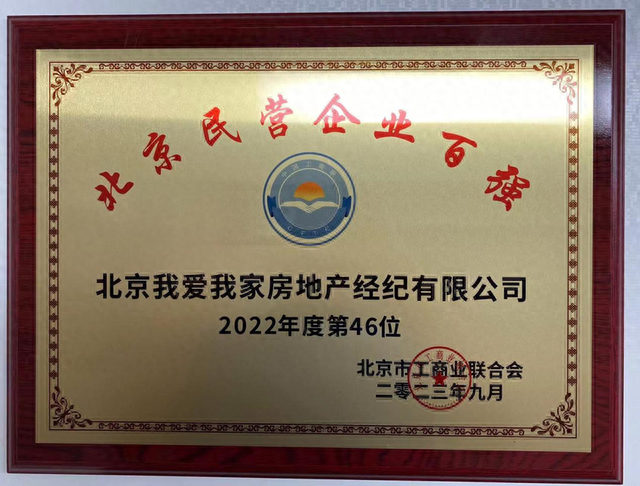 北京民营企业百强
北京我爱我家房地产经纪有限公司
2022年度第46位
北京市工商业联合会
二零二三年九月